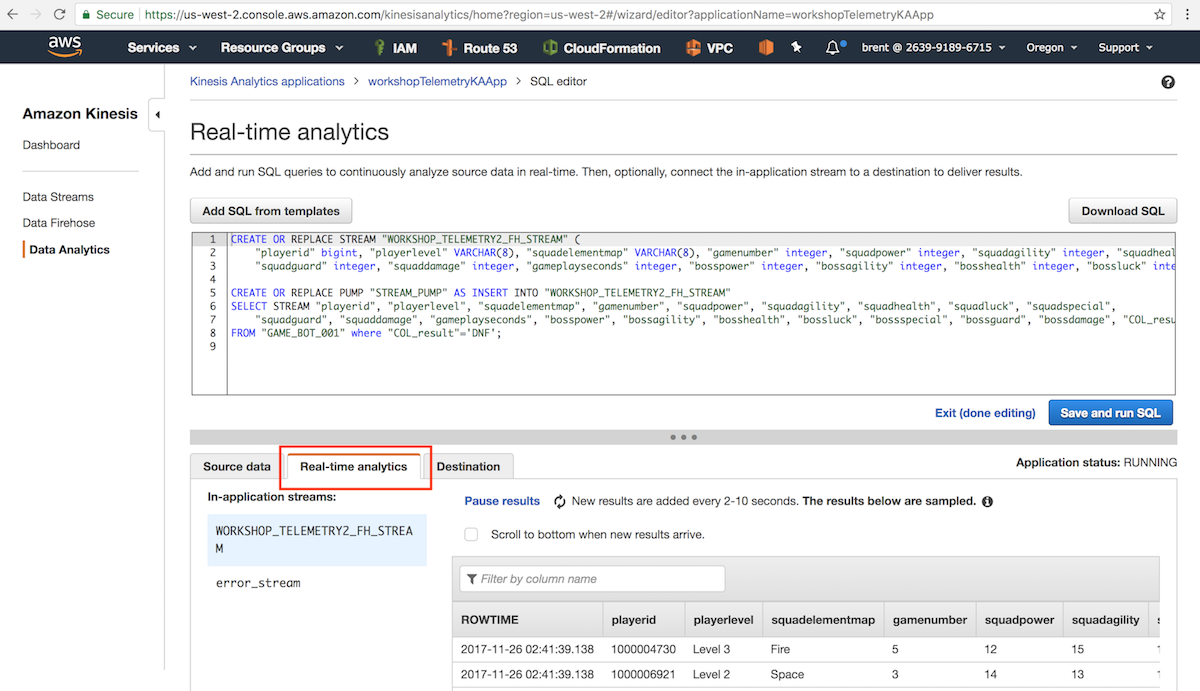 Secure https://us-west-2.console.aws.amazon.com/kinesisanalytics/home?region=us-west-2#/wizard/editor?applicationName=workshopTelemetryKAApp
aws Services Resource Groups IAM Route 53 CloudFormation VPC brent @ 2639-9189-6715 Oregon Support
Kinesis Analytics applications > workshopTelemetryKAApp > SQL editor
Amazon Kinesis
Dashboard
Data Streams
Data Firehose
Data Analytics
Real-time analytics
Add and run SQL queries to continuously analyze source data in real-time. Then, optionally, connect the in-application stream to a destination to deliver results.
Add SQL from templates Download SQL
1 CREATE OR REPLACE STREAM "WORKSHOP_TELEMETRY2_FH_STREAM" (
2 "playerid" bigint, "playerlevel" VARCHAR(8), "squadelementmap" VARCHAR(8), "gamenumber" integer, "squadpower" integer, "squadagility" integer, "squadheal
3 "squadguard" integer, "squaddamage" integer, "gameplayseconds" integer, "bosspower" integer, "bossagility" integer, "bosshealth" integer, "bossluck" inte
4
5 CREATE OR REPLACE PUMP "STREAM_PUMP" AS INSERT INTO "WORKSHOP_TELEMETRY2_FH_STREAM"
6 SELECT STREAM "playerid", "playerlevel", "squadelementmap", "gamenumber", "squadpower", "squadagility", "squadhealth", "squadluck", "squadspecial",
7 "squadguard", "squaddamage", "gameplayseconds", "bosspower", "bossagility", "bosshealth", "bossluck", "bossspecial", "bossguard", "bossdamage", "COL_resu
8 FROM "GAME_BOT_001" where "COL_result"='DNF';
9
Exit (done editing) Save and run SQL
Source data Real-time analytics Destination Application status: RUNNING
In-application streams:
WORKSHOP_TELEMETRY2_FH_STREA
M
error_stream
Pause results New results are added every 2-10 seconds. The results below are sampled.
Scroll to bottom when new results arrive.
Filter by column name
ROWTIME playerid playerlevel squadelementmap gamenumber squadpower squadagility
2017-11-26 02:41:39.138 1000004730 Level 3 Fire 5 12 15
2017-11-26 02:41:39.138 1000006921 Level 2 Space 3 14 13